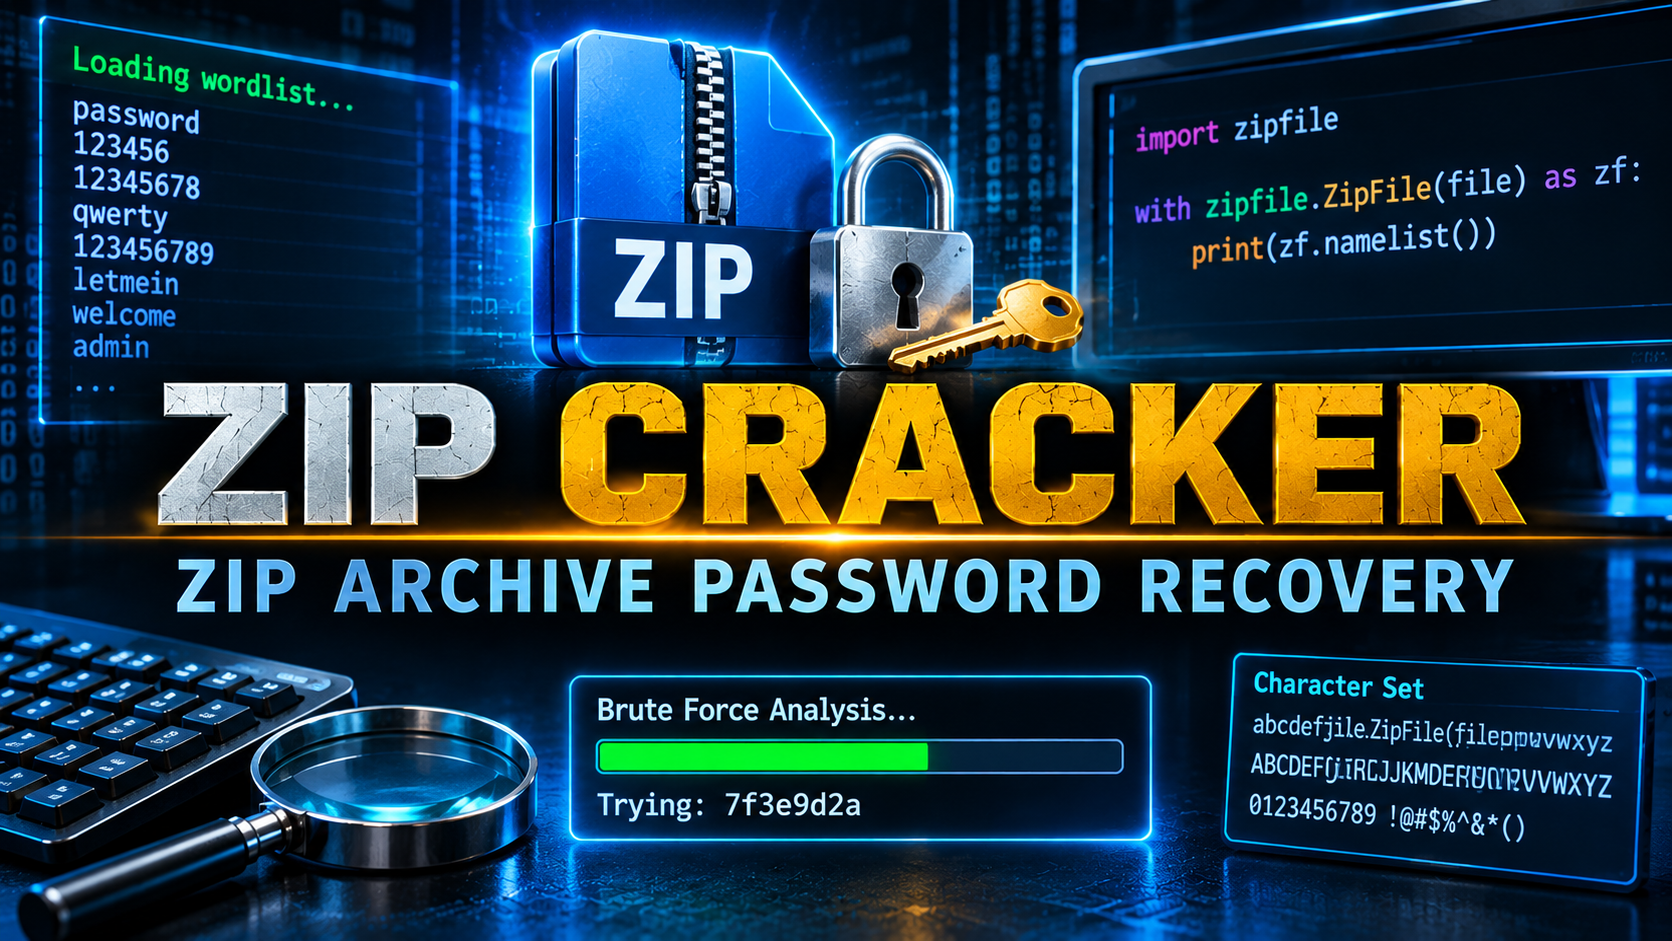 Loading wordlist...
password
123456
12345678
qwerty
123456789
letmein
welcome
admin
...
ZIP
import zipfile
with zipfile.ZipFile(file) as zf:
print(zf.namelist())
ZIP CRACKER
ZIP ARCHIVE PASSWORD RECOVERY
Brute Force Analysis...
Trying: 7f3e9d2a
Character Set
0123456789 !@#$%^&*()